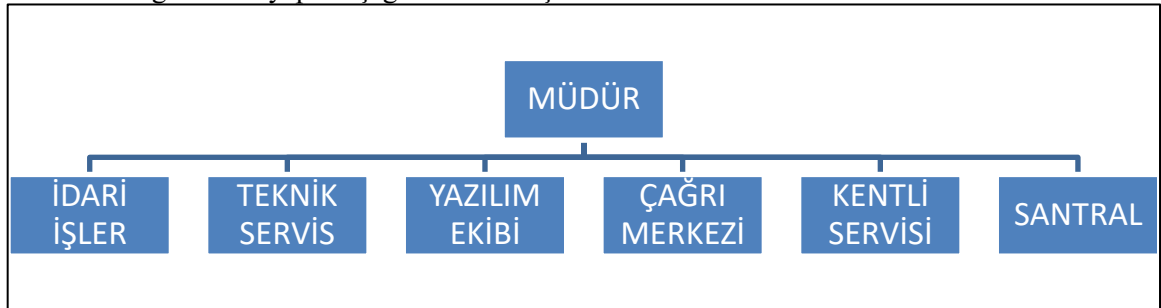 MÜDÜR
İDARİ
İŞLER
TEKNİK
SERVİS
YAZILIM
EKİBİ
ÇAĞRI
MERKEZİ
KENTLİ
SERVİSİ
SANTRAL